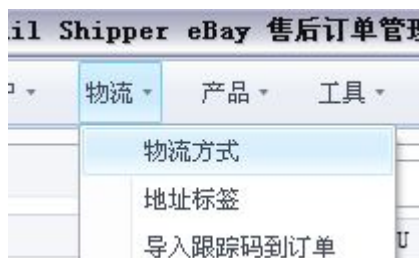 il Shipper eBay 售后订单管
物流 产品 工具
物流方式
地址标签
导入跟踪码到订单
U